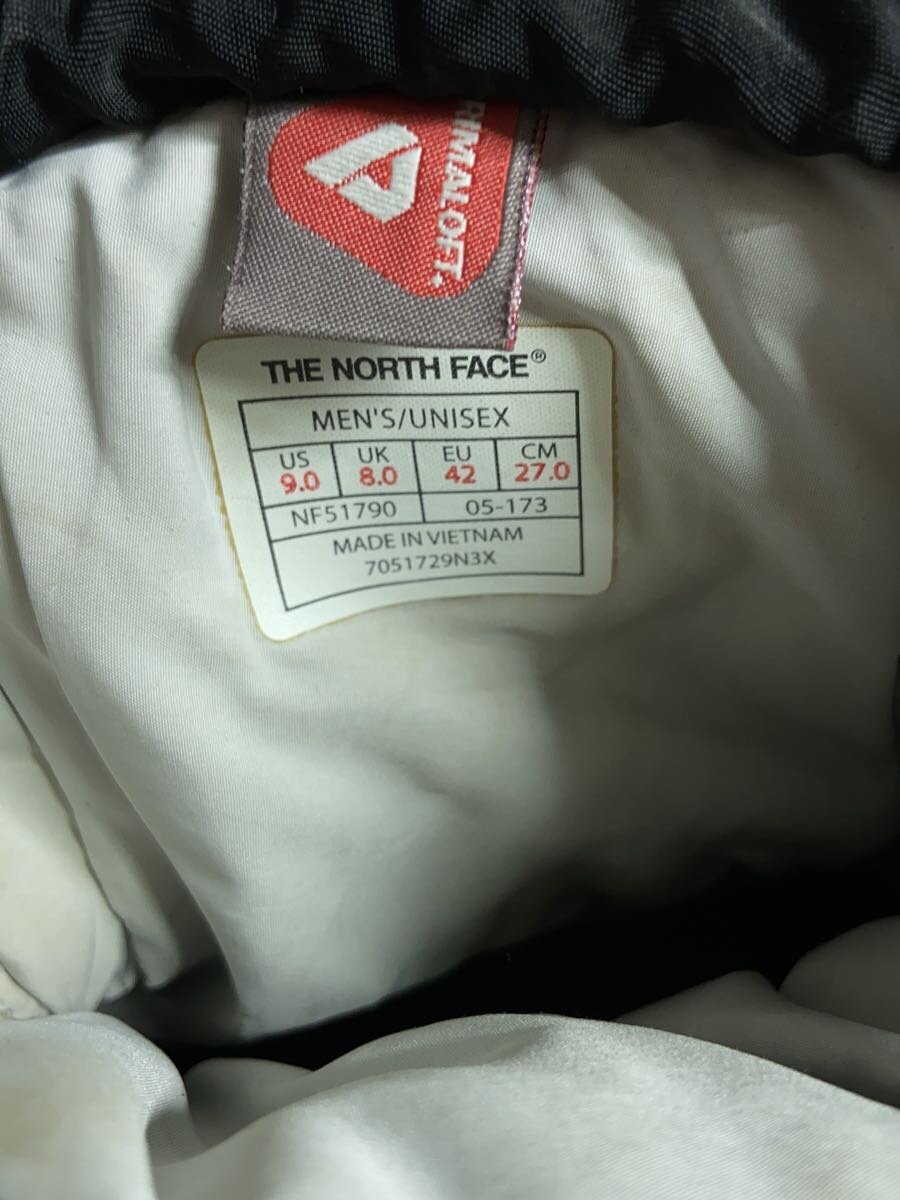 RIMALOFT.
THE NORTH FACE®
MEN'S/UNISEX
US UK EU CM
9.0 8.0 42 27.0
NF51790 05-173
MADE IN VIETNAM
7051729N3X